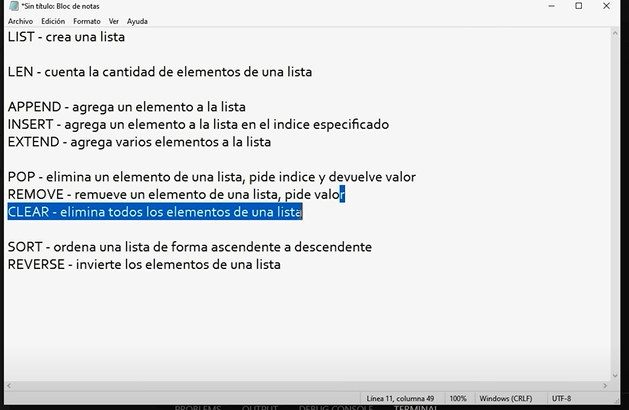 *Sin título: Bloc de notas
Archivo Edición Formato Ver Ayuda
LIST - crea una lista
LEN - cuenta la cantidad de elementos de una lista
APPEND - agrega un elemento a la lista
INSERT - agrega un elemento a la lista en el indice especificado
EXTEND - agrega varios elementos a la lista
POP - elimina un elemento de una lista, pide indice y devuelve valor
REMOVE - remueve un elemento de una lista, pide valor
CLEAR - elimina todos los elementos de una lista
SORT - ordena una lista de forma ascendente a descendente
REVERSE - invierte los elementos de una lista
Línea 11, columna 49 100% Windows (CRLF) UTF-8
PROBLEMS OUTPUT DEBUG CONSOLE TERMINAL